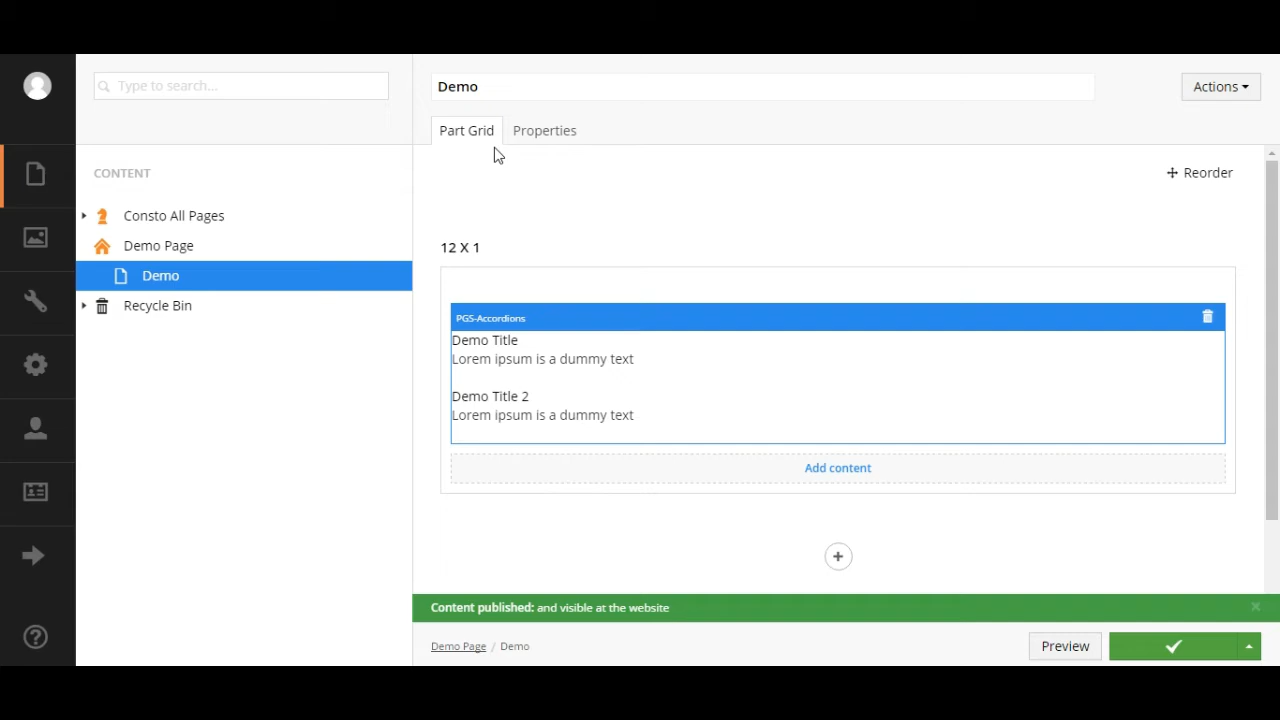 Type to search...
Demo
Actions
Part Grid
Properties
CONTENT
Reorder
Consto All Pages
Demo Page
Demo
Recycle Bin
12 X 1
PGS-Accordions
Demo Title
Lorem ipsum is a dummy text
Demo Title 2
Lorem ipsum is a dummy text
Add content
Content published: and visible at the website
Demo Page / Demo
Preview